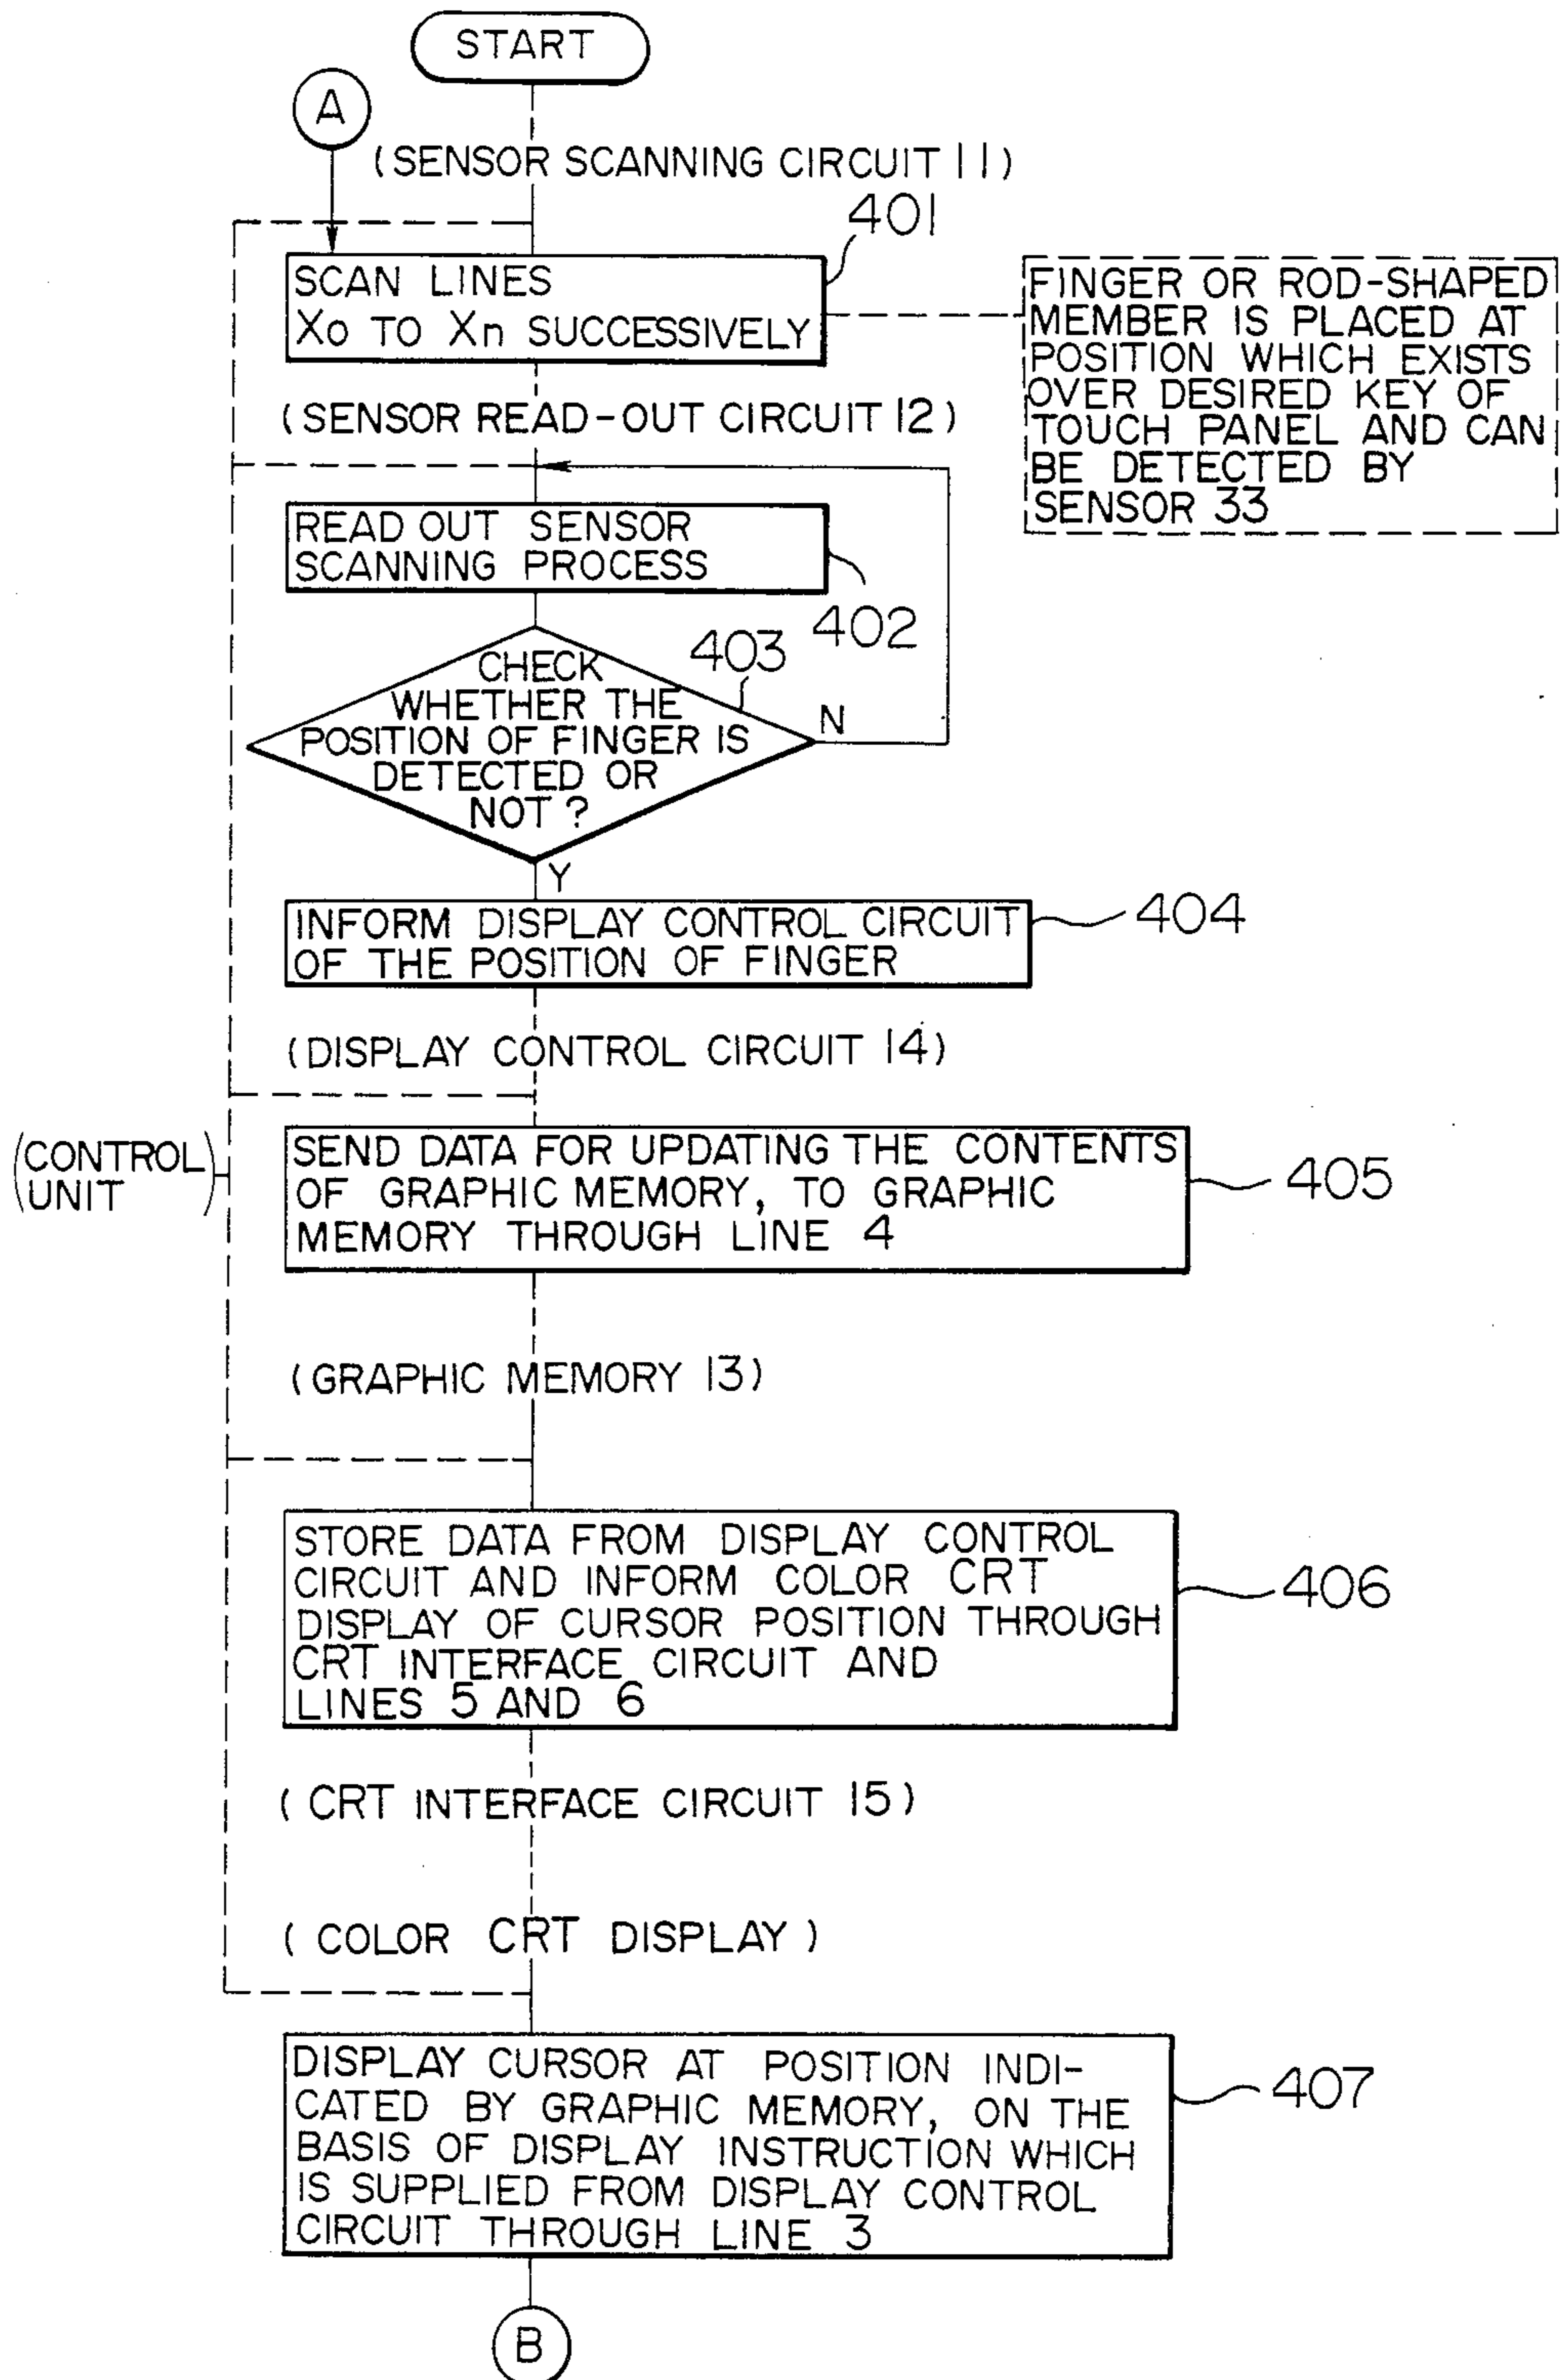 START
A
(SENSOR SCANNING CIRCUIT 11)
401
SCAN LINES
X0 TO Xn SUCCESSIVELY
FINGER OR ROD-SHAPED
MEMBER IS PLACED AT
POSITION WHICH EXISTS
OVER DESIRED KEY OF
TOUCH PANEL AND CAN
BE DETECTED BY
SENSOR 33
(SENSOR READ-OUT CIRCUIT 12)
READ OUT SENSOR
SCANNING PROCESS
402
403
CHECK
WHETHER THE
POSITION OF FINGER IS
DETECTED OR
NOT?
N
Y
INFORM DISPLAY CONTROL CIRCUIT
OF THE POSITION OF FINGER
404
(DISPLAY CONTROL CIRCUIT 14)
(CONTROL
UNIT)
SEND DATA FOR UPDATING THE CONTENTS
OF GRAPHIC MEMORY, TO GRAPHIC
MEMORY THROUGH LINE 4
405
(GRAPHIC MEMORY 13)
STORE DATA FROM DISPLAY CONTROL
CIRCUIT AND INFORM COLOR CRT
DISPLAY OF CURSOR POSITION THROUGH
CRT INTERFACE CIRCUIT AND
LINES 5 AND 6
406
(CRT INTERFACE CIRCUIT 15)
(COLOR CRT DISPLAY)
DISPLAY CURSOR AT POSITION INDI-
CATED BY GRAPHIC MEMORY, ON THE
BASIS OF DISPLAY INSTRUCTION WHICH
IS SUPPLIED FROM DISPLAY CONTROL
CIRCUIT THROUGH LINE 3
407
B